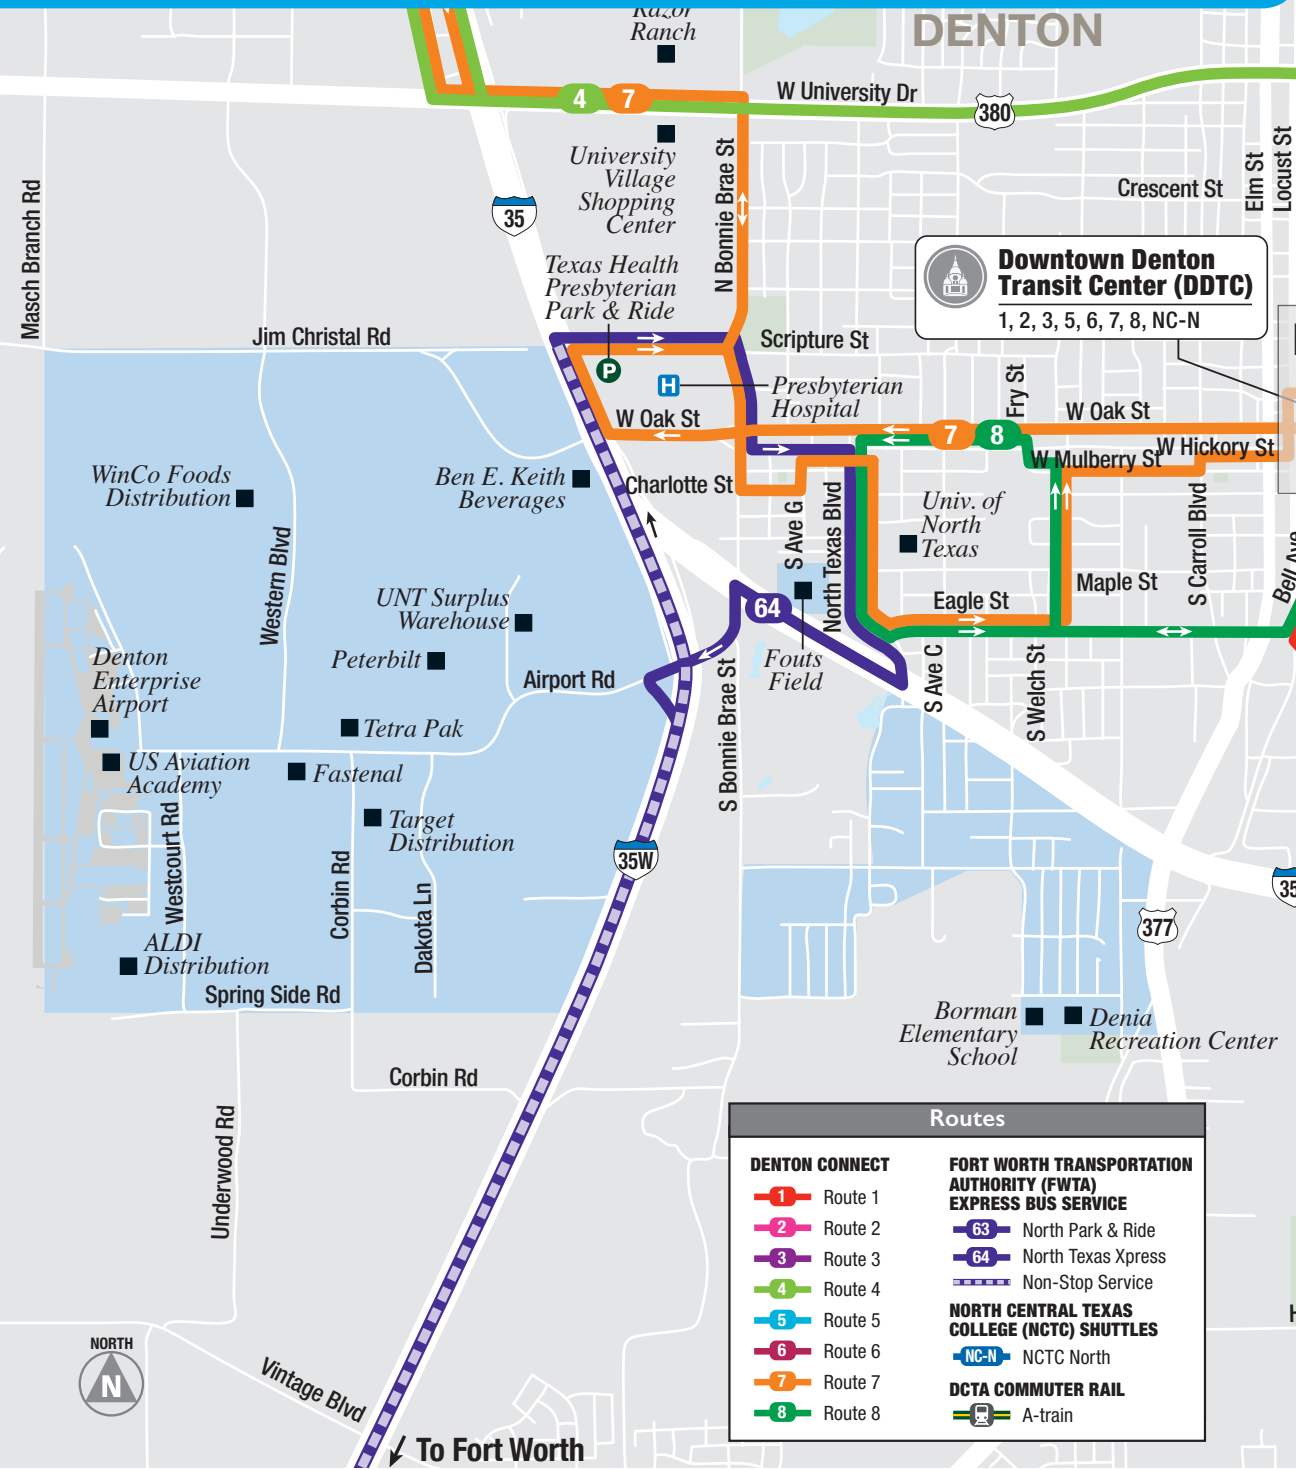 Razor
Ranch
DENTON
4
7
W University Dr
380
University
Village
Shopping
Center
N Bonnie Brae St
Crescent St
Elm St
Locust St
Masch Branch Rd
35
Texas Health
Presbyterian
Park & Ride
Downtown Denton
Transit Center (DDTC)
1, 2, 3, 5, 6, 7, 8, NC-N
Jim Christal Rd
Scripture St
P
H
Presbyterian
Hospital
Fry St
W Oak St
W Oak St
7
8
W Hickory St
W Mulberry St
WinCo Foods
Distribution
Ben E. Keith
Beverages
Charlotte St
S Ave G
North Texas Blvd
Univ. of
North
Texas
S Carroll Blvd
Bell Ave
Western Blvd
UNT Surplus
Warehouse
64
Maple St
Eagle St
Denton
Enterprise
Airport
Peterbilt
Airport Rd
S Bonnie Brae St
Fouts
Field
S Ave C
S Welch St
Tetra Pak
US Aviation
Academy
Fastenal
Westcourt Rd
Target
Distribution
Corbin Rd
Dakota Ln
35W
35
377
ALDI
Distribution
Spring Side Rd
Borman
Elementary
School
Denia
Recreation Center
Corbin Rd
Underwood Rd
Routes
DENTON CONNECT
1 Route 1
2 Route 2
3 Route 3
4 Route 4
5 Route 5
6 Route 6
7 Route 7
8 Route 8
FORT WORTH TRANSPORTATION
AUTHORITY (FWTA)
EXPRESS BUS SERVICE
63 North Park & Ride
64 North Texas Xpress
Non-Stop Service
NORTH CENTRAL TEXAS
COLLEGE (NCTC) SHUTTLES
NC-N NCTC North
DCTA COMMUTER RAIL
A-train
H
NORTH
N
Vintage Blvd
To Fort Worth